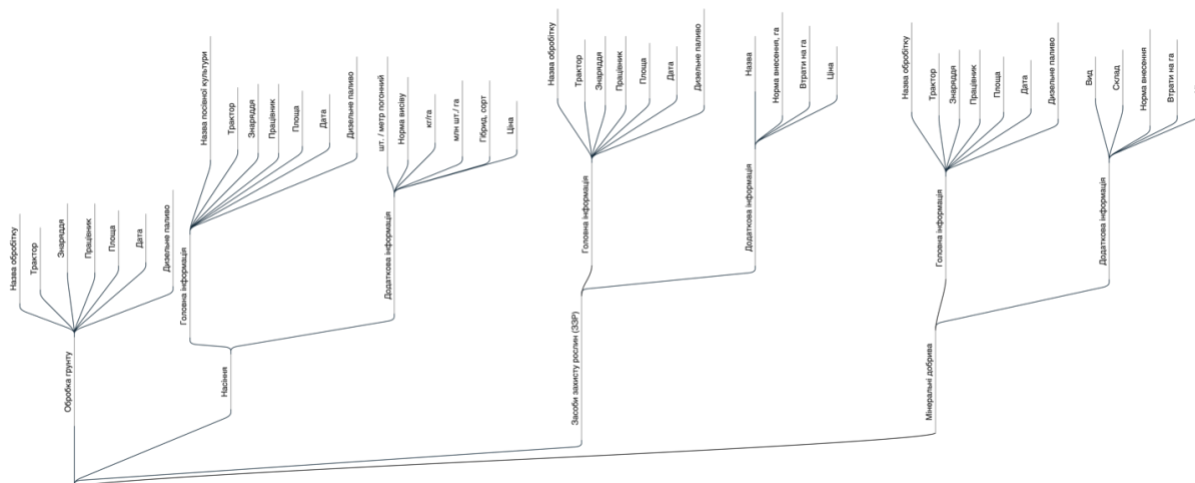 Обробка грунту
Назва обробітку
Трактор
Знаряддя
Працівник
Площа
Дата
Дизельне паливо
Насіння
Головна інформація
Назва посівної культури
Трактор
Знаряддя
Працівник
Площа
Дата
Дизельне паливо
Додаткова інформація
шт. / метр погонний
Норма висіву
кг/га
млн шт./ га
Гібрид, сорт
Ціна
Засоби захисту рослин (ЗЗР)
Головна інформація
Назва обробітку
Трактор
Знаряддя
Працівник
Площа
Дата
Дизельне паливо
Додаткова інформація
Назва
Норма внесення, га
Втрати на га
Ціна
Мінеральні добрива
Головна інформація
Назва обробітку
Трактор
Знаряддя
Працівник
Площа
Дата
Дизельне паливо
Додаткова інформація
Вид
Склад
Норма внесення
Втрати на га